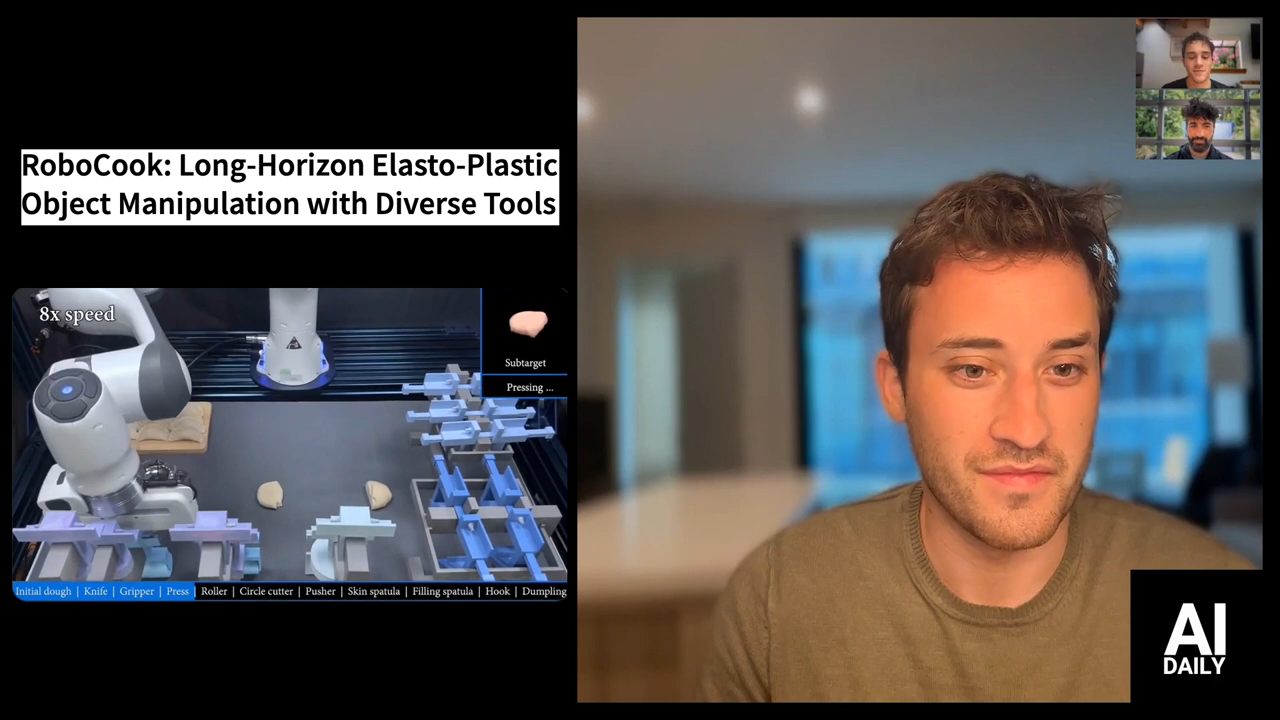 RoboCook: Long-Horizon Elasto-Plastic
Object Manipulation with Diverse Tools
8x speed
Subtarget
Pressing ...
Initial dough | Knife | Gripper | Press | Roller | Circle cutter | Pusher | Skin spatula | Filling spatula | Hook | Dumpling
AI
DAILY